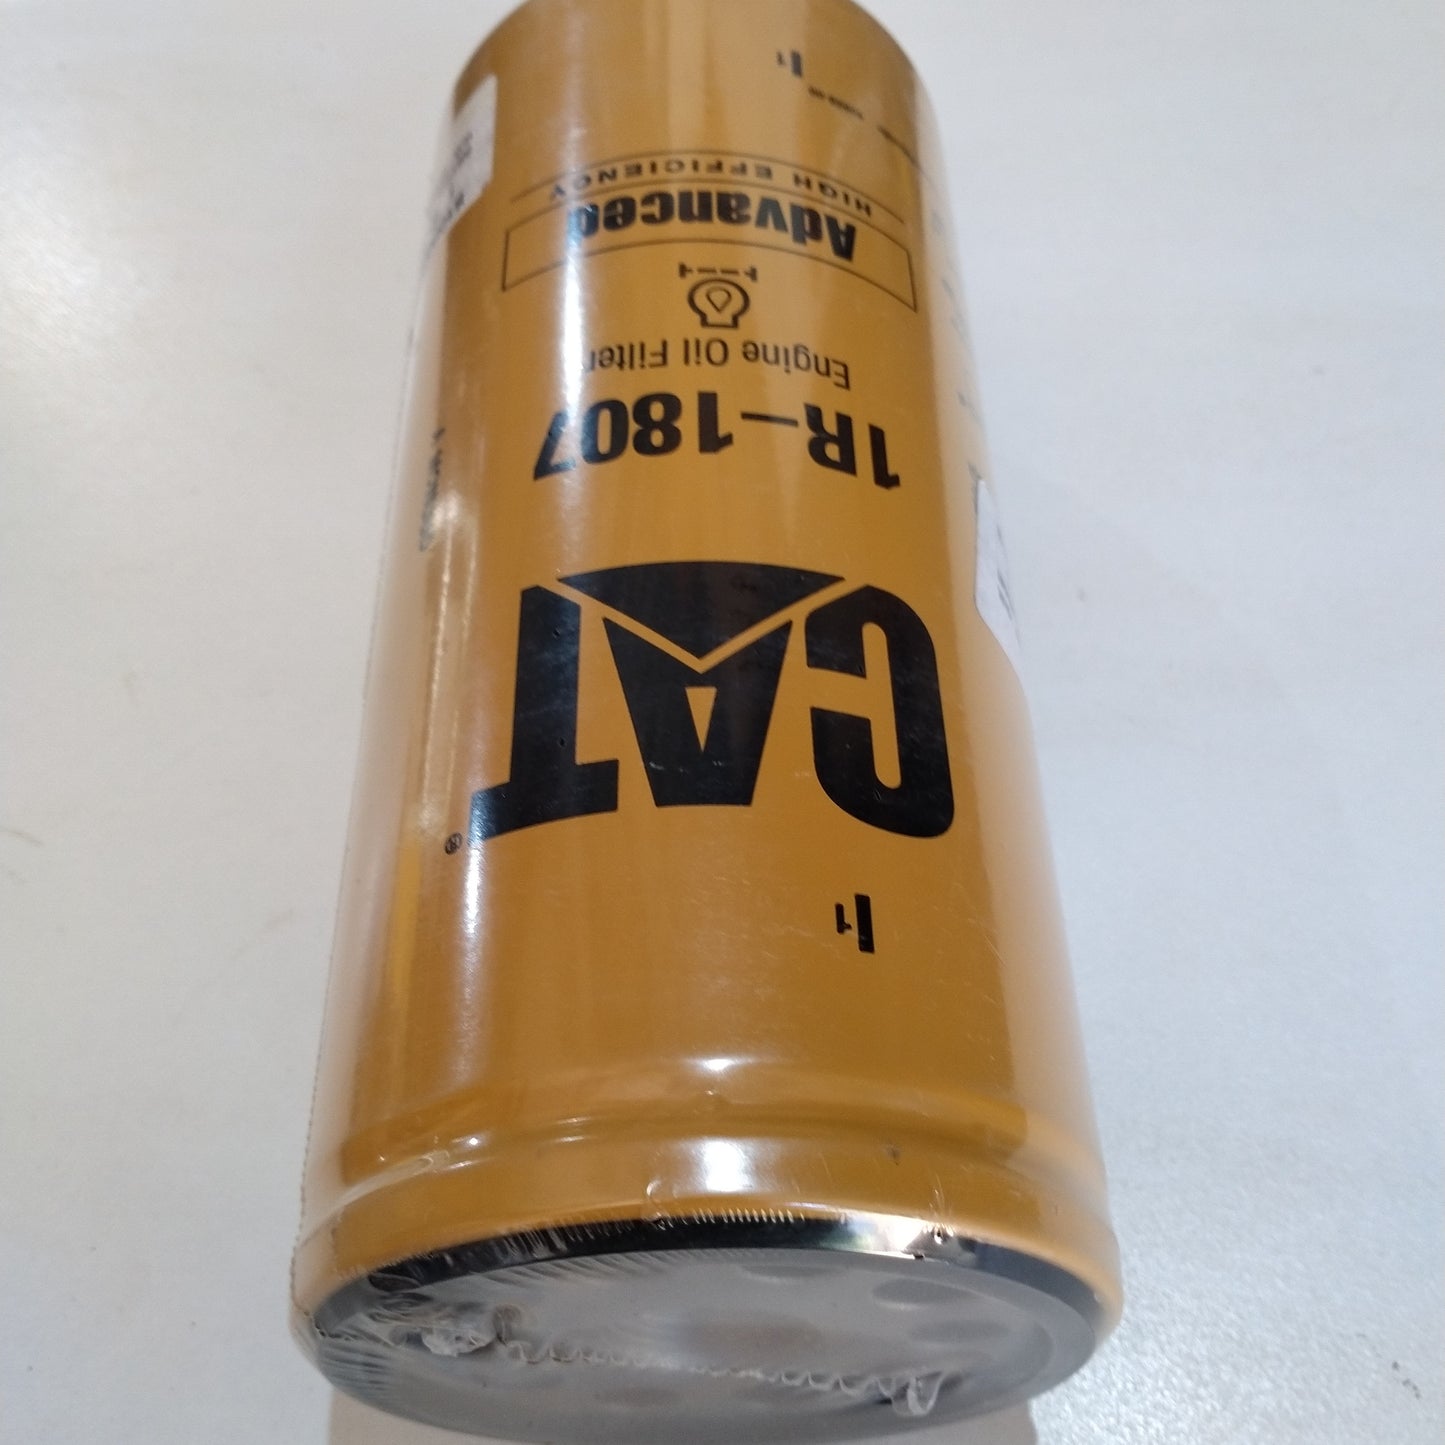 CAT®
1R-1807
Engine Oil Filter
Advanced
HIGH EFFICIENCY